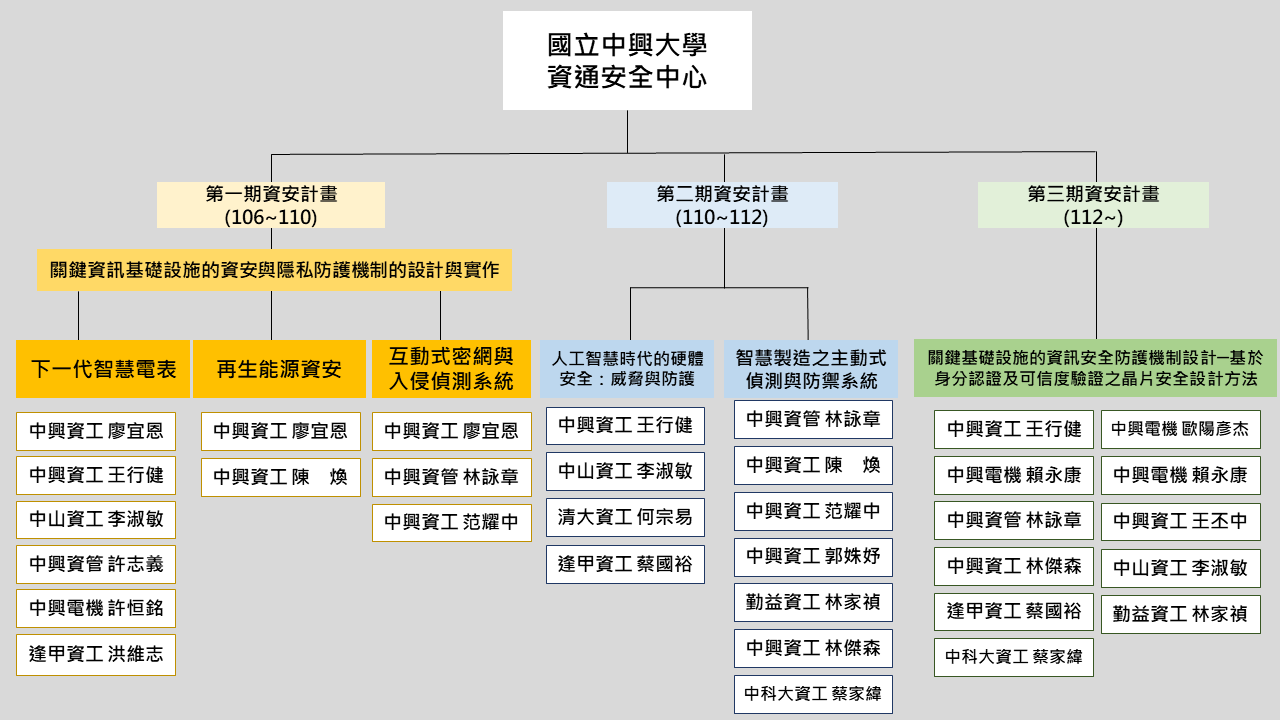 國立中興大學
資通安全中心
第一期資安計畫
(106~110)
第二期資安計畫
(110~112)
第三期資安計畫
(112~)
關鍵資訊基礎設施的資安與隱私防護機制的設計與實作
下一代智慧電表
中興資工 廖宜恩
中興資工 王行健
中山資工 李淑敏
中興資管 許志義
中興電機 許恒銘
逢甲資工 洪維志
再生能源資安
中興資工 廖宜恩
中興資工 陳　煥
互動式密網與
入侵偵測系統
中興資工 廖宜恩
中興資管 林詠章
中興資工 范耀中
人工智慧時代的硬體
安全：威脅與防護
中興資工 王行健
中山資工 李淑敏
清大資工 何宗易
逢甲資工 蔡國裕
智慧製造之主動式
偵測與防禦系統
中興資管 林詠章
中興資工 陳　煥
中興資工 范耀中
中興資工 郭姝妤
勤益資工 林家禎
中興資工 林傑森
中科大資工 蔡家緯
關鍵基礎設施的資訊安全防護機制設計─基於
身分認證及可信度驗證之晶片安全設計方法
中興資工 王行健
中興電機 賴永康
中興資管 林詠章
中興資工 林傑森
逢甲資工 蔡國裕
中科大資工 蔡家緯
中興電機 歐陽彥杰
中興電機 賴永康
中興資工 王丕中
中山資工 李淑敏
勤益資工 林家禎